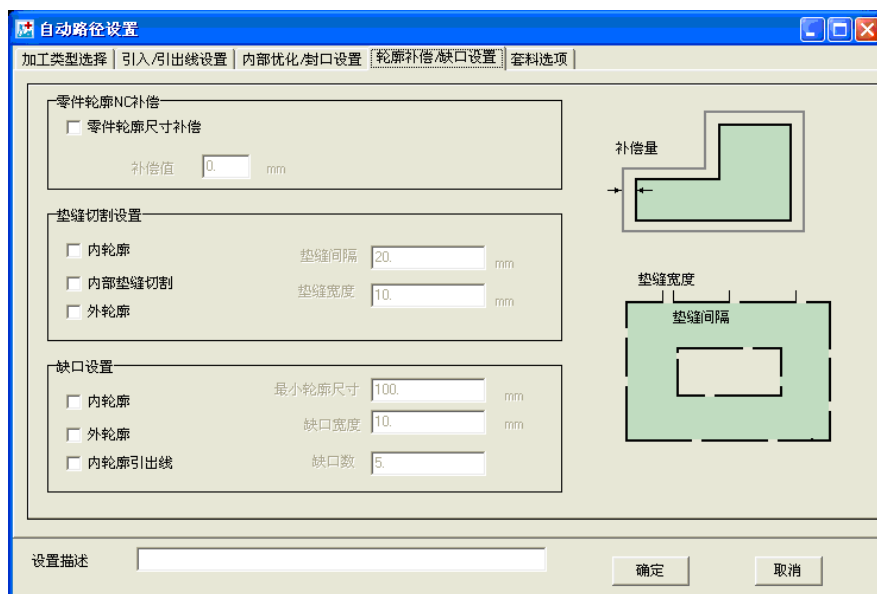 自动路径设置
加工类型选择 引入/引出线设置 内部优化/封口设置 轮廓补偿/缺口设置 套料选项
零件轮廓NC补偿
零件轮廓尺寸补偿
补偿值 0. mm
补偿量
垫缝切割设置
内轮廓 垫缝间隔 20. mm
内部垫缝切割 垫缝宽度 10. mm
外轮廓
垫缝宽度
垫缝间隔
缺口设置
内轮廓 最小轮廓尺寸 100. mm
外轮廓 缺口宽度 10. mm
内轮廓引出线 缺口数 5.
设置描述 确定 取消